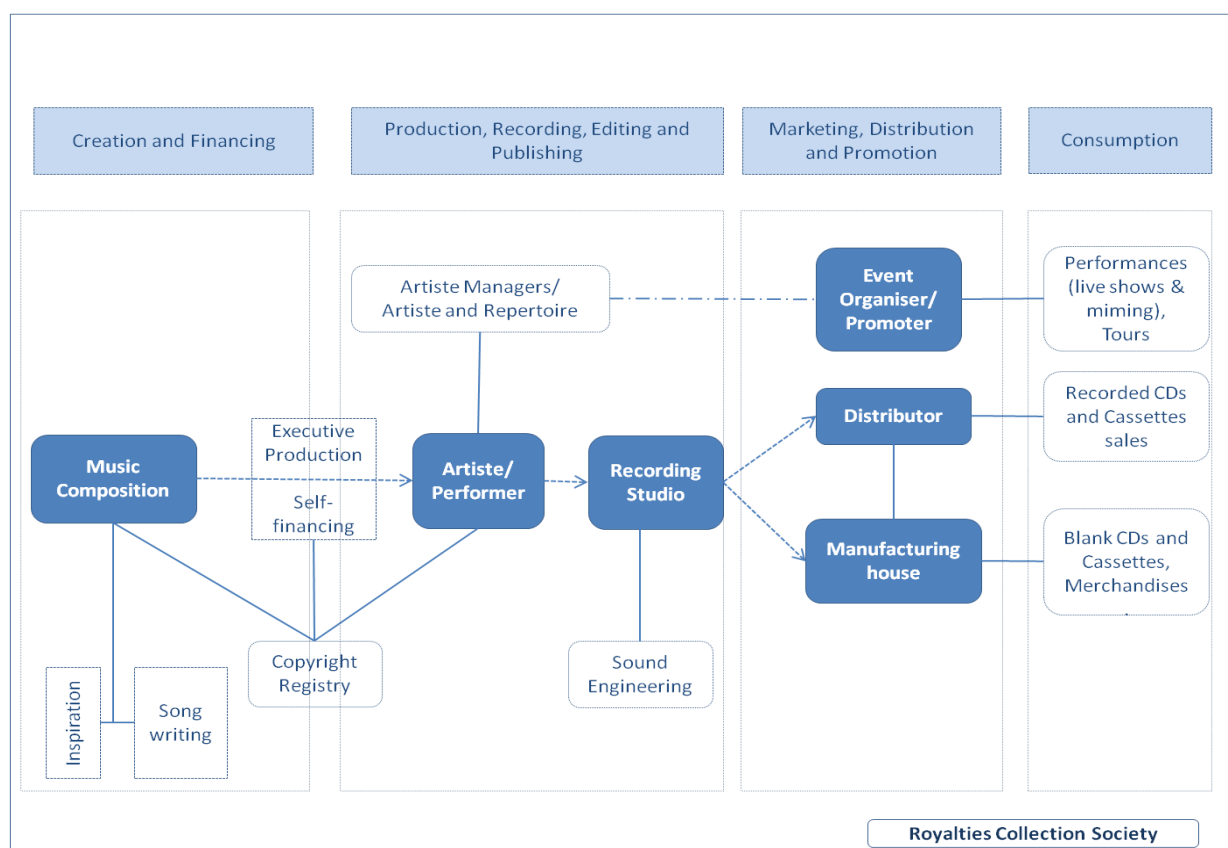 Creation and Financing
Production, Recording, Editing and
Publishing
Marketing, Distribution
and Promotion
Consumption
Artiste Managers/
Artiste and Repertoire
Event
Organiser/
Promoter
Performances
(live shows &
miming),
Tours
Executive
Production
Self-
financing
Music
Composition
Artiste/
Performer
Recording
Studio
Distributor
Recorded CDs
and Cassettes
sales
Manufacturing
house
Blank CDs and
Cassettes,
Merchandises
Copyright
Registry
Sound
Engineering
Inspiration
Song
writing
Royalties Collection Society